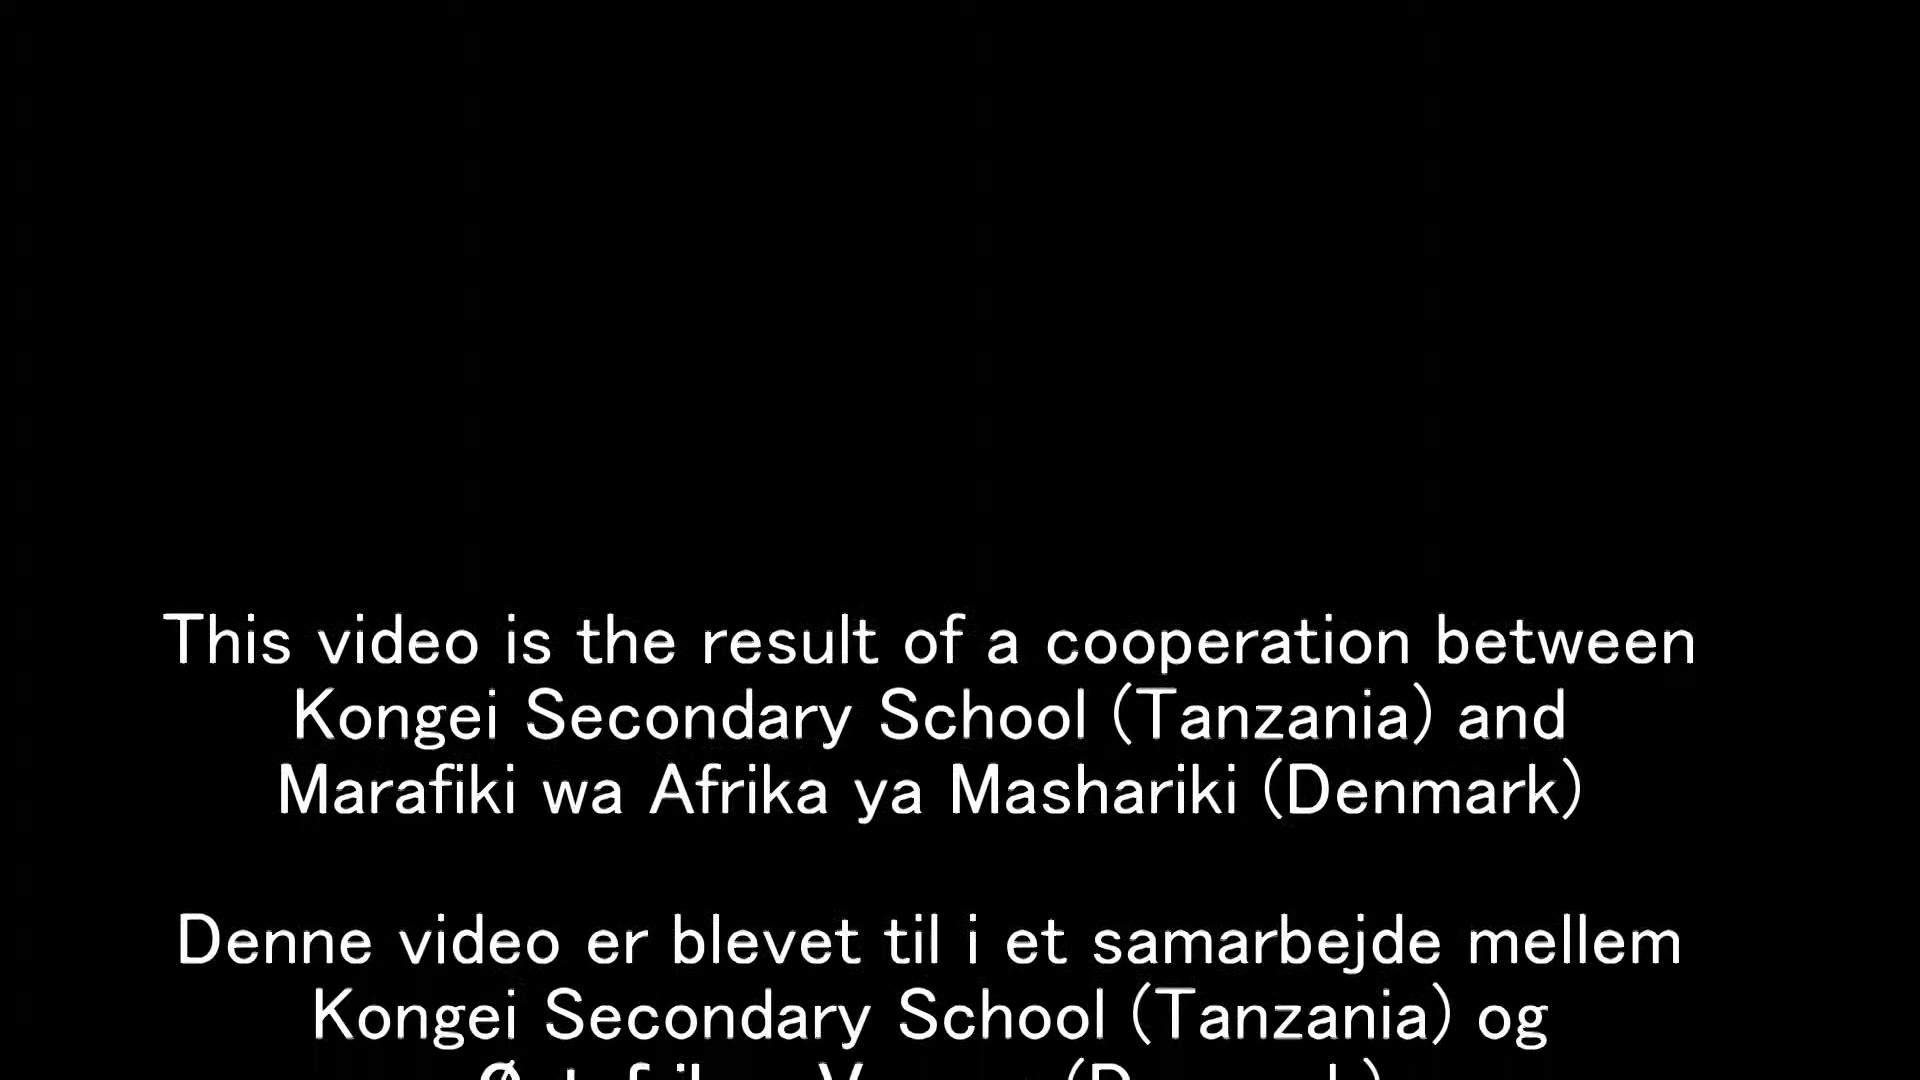 This video is the result of a cooperation between
Kongei Secondary School (Tanzania) and
Marafiki wa Afrika ya Mashariki (Denmark)
Denne video er blevet til i et samarbejde mellem
Kongei Secondary School (Tanzania) og